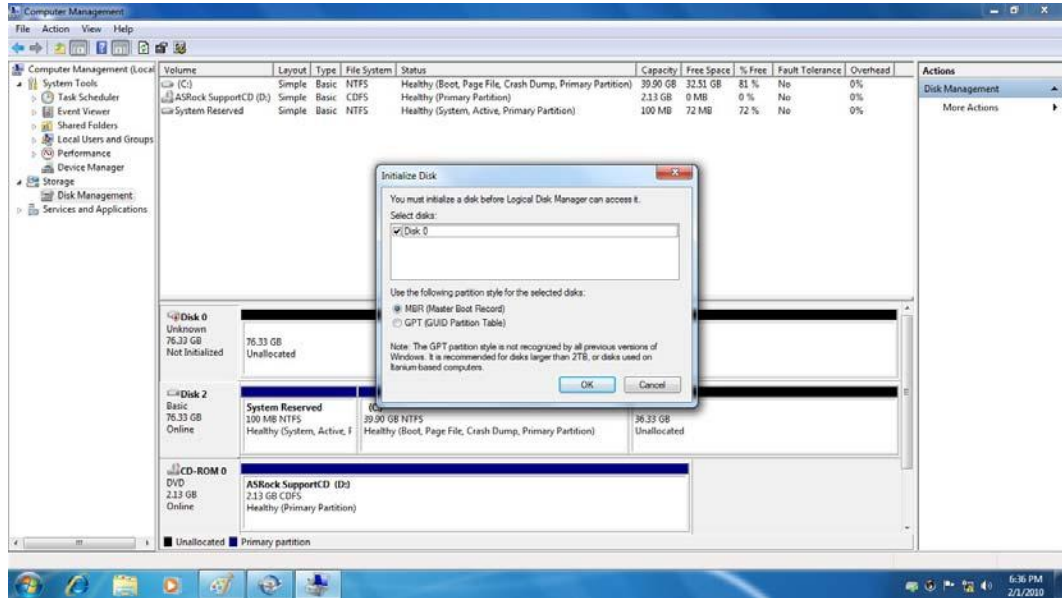 Computer Management
File Action View Help
Computer Management (Local
System Tools
Task Scheduler
Event Viewer
Shared Folders
Local Users and Groups
Performance
Device Manager
Storage
Disk Management
Services and Applications
Volume Layout Type File System Status Capacity Free Space % Free Fault Tolerance Overhead
(C:) Simple Basic NTFS Healthy (Boot, Page File, Crash Dump, Primary Partition) 39.90 GB 32.51 GB 81 % No 0%
ASRock SupportCD (D:) Simple Basic CDFS Healthy (Primary Partition) 2.13 GB 0 MB 0 % No 0%
System Reserved Simple Basic NTFS Healthy (System, Active, Primary Partition) 100 MB 72 MB 72 % No 0%
Actions
Disk Management
More Actions
Initialize Disk
You must initialize a disk before Logical Disk Manager can access it.
Select disks:
Disk 0
Use the following partition style for the selected disks:
MBR (Master Boot Record)
GPT (GUID Partition Table)
Note: The GPT partition style is not recognized by all previous versions of
Windows. It is recommended for disks larger than 2TB, or disks used on
Itanium-based computers.
OK Cancel
Disk 0
Unknown
76.33 GB
Not Initialized
76.33 GB
Unallocated
Disk 2
Basic
76.33 GB
Online
System Reserved
100 MB NTFS
Healthy (System, Active, F
39.90 GB NTFS
Healthy (Boot, Page File, Crash Dump, Primary Partition)
36.33 GB
Unallocated
CD-ROM 0
DVD
2.13 GB
Online
ASRock SupportCD (D:)
2.13 GB CDFS
Healthy (Primary Partition)
Unallocated Primary partition
6:36 PM
2/1/2010